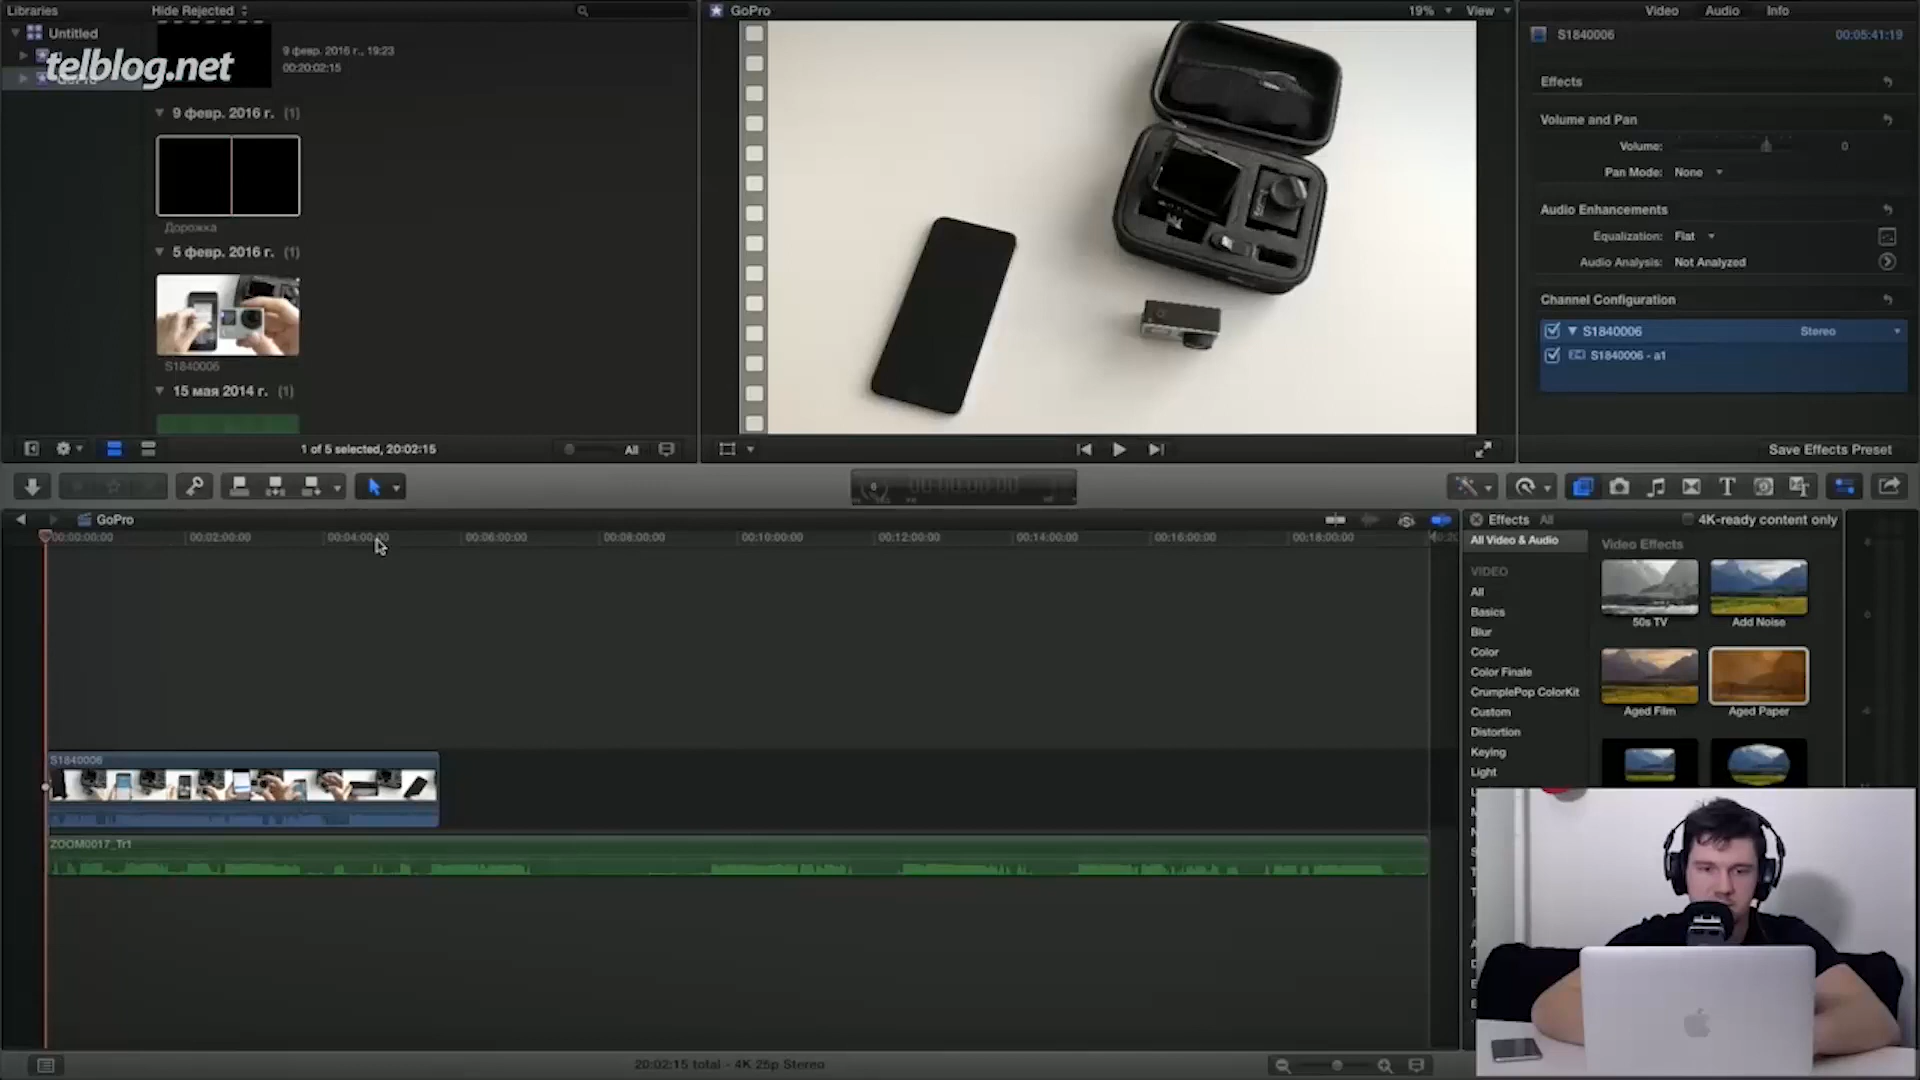 Libraries
Hide Rejected
Untitled
telblog.net
9 февр. 2016 г., 19:23
00:20:02:15
9 февр. 2016 г. (1)
Дорожка
5 февр. 2016 г. (1)
S1840006
15 мая 2014 г. (1)
1 of 5 selected, 20:02:15
All
GoPro
19%
View
Video
Audio
Info
S1840006
00:05:41:19
Effects
Volume and Pan
Volume:
0
Pan Mode: None
Audio Enhancements
Equalization: Flat
Audio Analysis: Not Analyzed
Channel Configuration
S1840006
Stereo
S1840006 - a1
Save Effects Preset
00:00:00:00
GoPro
00:00:00:00
00:02:00:00
00:04:00:00
00:06:00:00
00:08:00:00
00:10:00:00
00:12:00:00
00:14:00:00
00:16:00:00
00:18:00:00
S1840006
ZOOM0017_Tr1
20:02:15 total - 4K 25p Stereo
Effects
All
4K-ready content only
All Video & Audio
VIDEO
All
Basics
Blur
Color
Color Finale
CrumplePop ColorKit
Custom
Distortion
Keying
Light
Video Effects
50s TV
Add Noise
Aged Film
Aged Paper